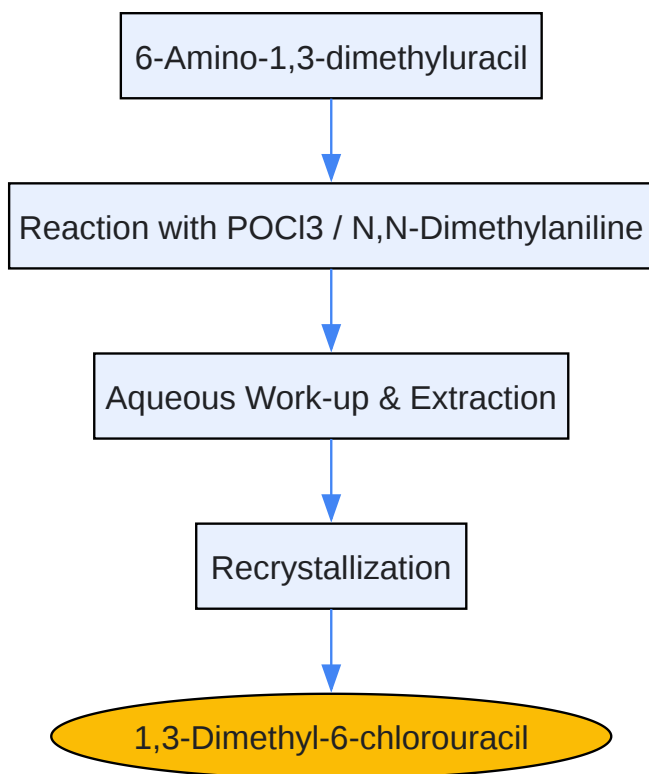 6-Amino-1,3-dimethyluracil
Reaction with POCl3 / N,N-Dimethylaniline
Aqueous Work-up & Extraction
Recrystallization
1,3-Dimethyl-6-chlorouracil